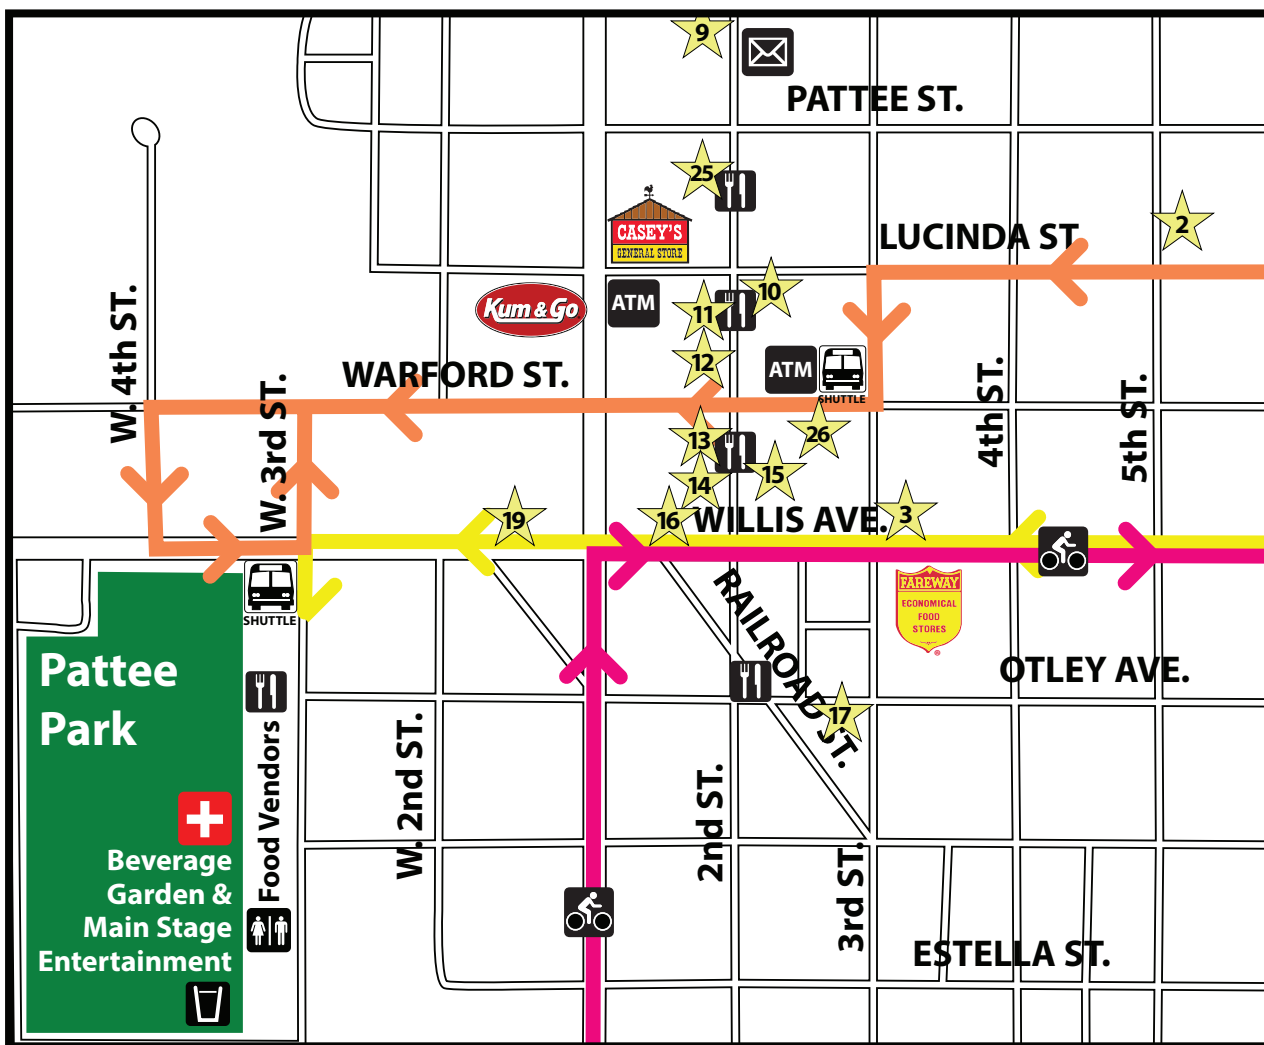 9
PATTEE ST.
25
2
CASEY'S
GENERAL STORE
LUCINDA ST
10
Kum & Go
ATM
11
12
W. 4th ST.
WARFORD ST.
ATM
SHUTTLE
4th ST.
5th ST.
W. 3rd ST.
13
26
15
14
19
16
WILLIS AVE.
3
FAREWAY
ECONOMICAL
FOOD
STORES
SHUTTLE
RAILROAD ST.
Pattee
Park
OTLEY AVE.
17
W. 2nd ST.
Food Vendors
2nd ST.
3rd ST.
Beverage
Garden &
Main Stage
Entertainment
ESTELLA ST.